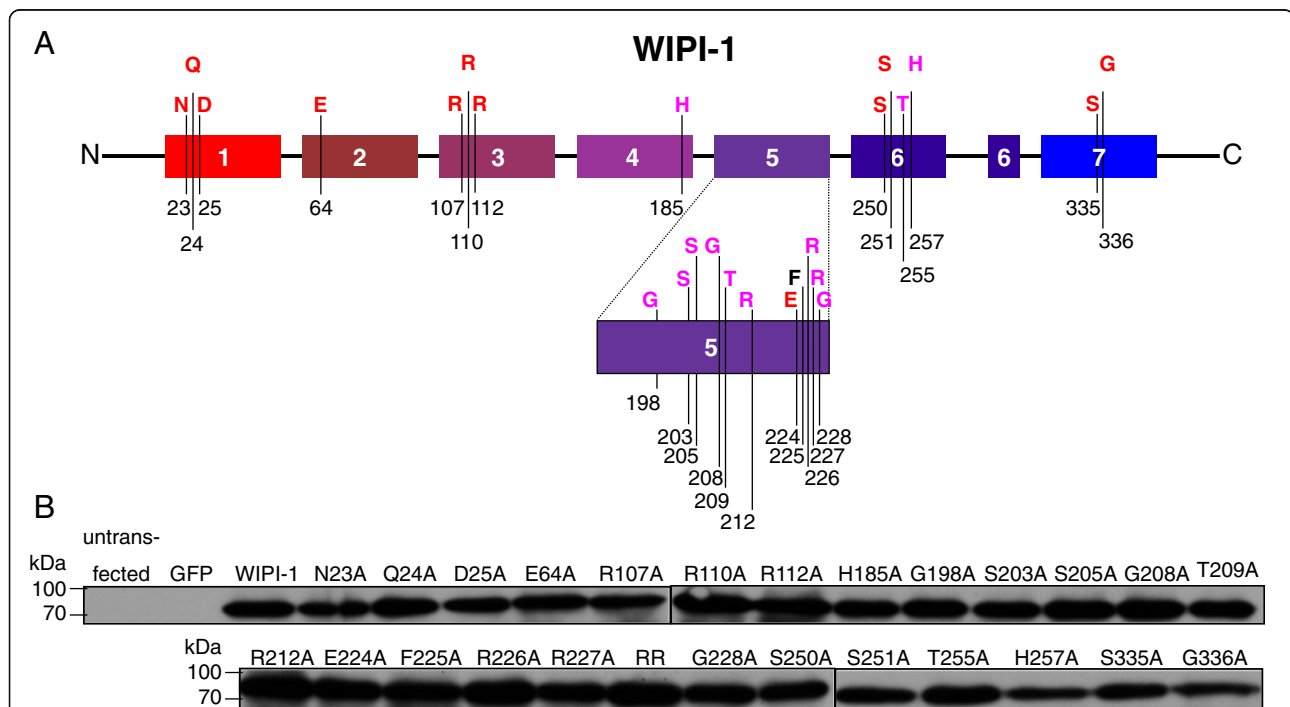 A
WIPI-1
Q R S H G
N D E R R H S T S
N 1 2 3 4 5 6 6 7 C
23 25 64 107 112 185 250 257 335
24 110 251 336
255
S G R
S T F R
G R E G
5
198
203 224 228
205 225 227
208 226
209
212
B
untrans-
kDa fected GFP WIPI-1 N23A Q24A D25A E64A R107A R110A R112A H185A G198A S203A S205A G208A T209A
100
70
kDa R212A E224A F225A R226A R227A RR G228A S250A S251A T255A H257A S335A G336A
100
70